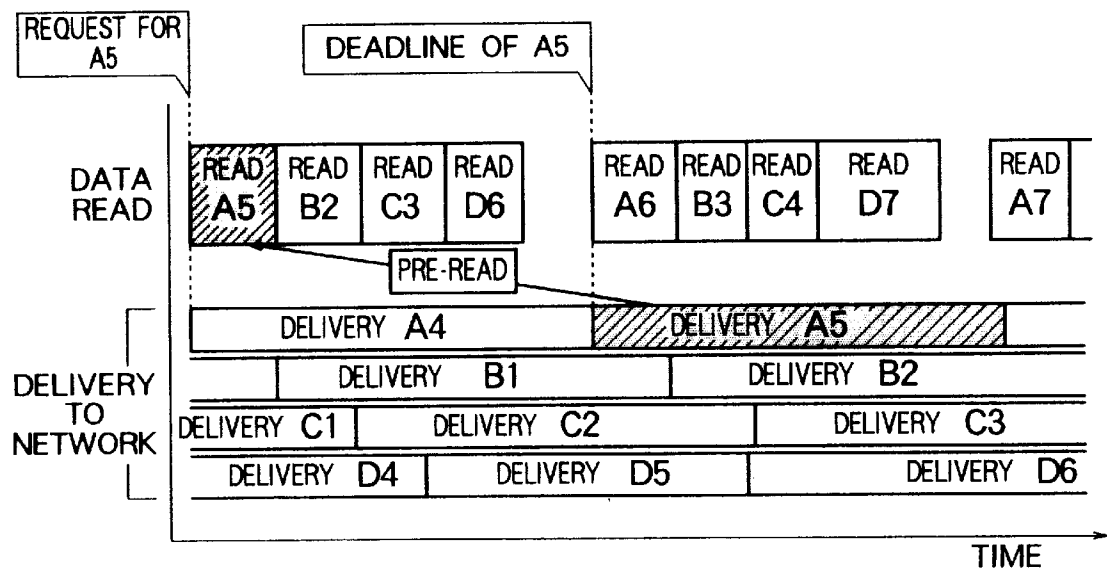 REQUEST FOR
A5
DEADLINE OF A5
DATA
READ
READ
A5
READ
B2
READ
C3
READ
D6
READ
A6
READ
B3
READ
C4
READ
D7
READ
A7
PRE-READ
DELIVERY
TO
NETWORK
DELIVERY A4
DELIVERY A5
DELIVERY B1
DELIVERY B2
DELIVERY C1
DELIVERY C2
DELIVERY C3
DELIVERY D4
DELIVERY D5
DELIVERY D6
TIME